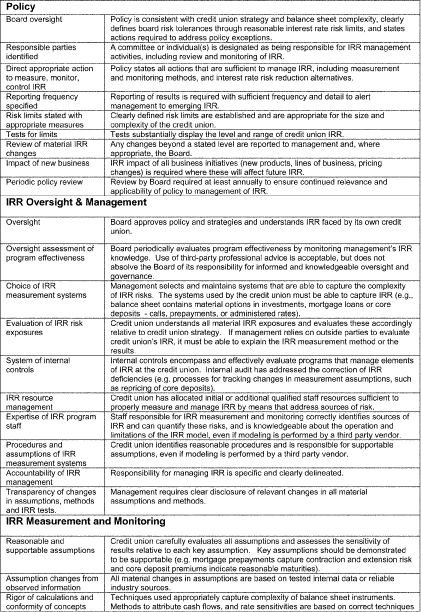 Policy
Board oversight
Policy is consistent with credit union strategy and balance sheet complexity, clearly
defines board risk tolerances through reasonable interest rate risk limits, and states
actions required to address policy exceptions.
Responsible parties
identified
A committee or individual(s) is designated as being responsible for IRR management
activities, including review and monitoring of IRR.
Direct appropriate action
to measure, monitor,
control IRR
Policy states all actions that are sufficient to manage IRR, including measurement
and monitoring methods, and interest rate risk reduction alternatives.
Reporting frequency
specified
Reporting of results is required with sufficient frequency and detail to alert
management to emerging IRR.
Risk limits stated with
appropriate measures
Clearly defined risk limits are established and are appropriate for the size and
complexity of the credit union.
Tests for limits
Tests substantially display the level and range of credit union IRR.
Review of material IRR
changes
Any changes beyond a stated level are reported to management and, where
appropriate, the Board.
Impact of new business
IRR impact of all business initiatives (new products, lines of business, pricing
changes) is required where these will affect future IRR.
Periodic policy review
Review by Board required at least annually to ensure continued relevance and
applicability of policy to management of IRR.
IRR Oversight & Management
Oversight
Board approves policy and strategies and understands IRR faced by its own credit
union.
Oversight assessment of
program effectiveness
Board periodically evaluates program effectiveness by monitoring management's IRR
knowledge. Use of third-party professional advice is acceptable, but does not
absolve the Board of its responsibility for informed and knowledgeable oversight and
governance.
Choice of IRR
measurement systems
Management selects and maintains systems that are able to capture the complexity
of IRR risks. The systems used by the credit union must be able to capture IRR (e.g.,
balance sheet contains material options in investments, mortgage loans or core
deposits - calls, prepayments, or administered rates).
Evaluation of IRR risk
exposures
Credit union understands all material IRR exposures and evaluates these accordingly
relative to credit union strategy. If management relies on outside parties to evaluate
credit union's IRR, it must be able to explain the IRR measurement method or the
results
System of internal
controls
Internal controls encompass and effectively evaluate programs that manage elements
of IRR at the credit union. Internal audit has addressed the correction of IRR
deficiencies (e.g. processes for tracking changes in measurement assumptions, such
as repricing of core deposits).
IRR resource
management
Credit union has allocated initial or additional qualified staff resources sufficient to
properly measure and manage IRR by means that address sources of risk.
Expertise of IRR program
staff
Staff responsible for IRR measurement and monitoring correctly identifies sources of
IRR and can quantify these risks, and is knowledgeable about the operation and
limitations of the IRR model, even if modeling is performed by a third party vendor.
Procedures and
assumptions of IRR
measurement systems
Credit union identifies reasonable procedures and is responsible for supportable
assumptions, even if modeling is performed by a third party vendor.
Accountability of IRR
management
Responsibility for managing IRR is specific and clearly delineated.
Transparency of changes
in assumptions, methods
and IRR tests.
Management requires clear disclosure of relevant changes in all material
assumptions and methods.
IRR Measurement and Monitoring
Reasonable and
supportable assumptions
Credit union carefully evaluates all assumptions and assesses the sensitivity of
results relative to each key assumption. Key assumptions should be demonstrated
to be supportable (e.g. mortgage prepayments capture contraction and extension risk
and core deposit premiums indicate reasonable maturities).
Assumption changes from
observed information
All material changes in assumptions are based on tested internal data or reliable
industry sources.
Rigor of calculations and
conformity of concepts
Techniques used appropriately capture complexity of balance sheet instruments.
Methods to attribute cash flows, and rate sensitivities are based on correct techniques